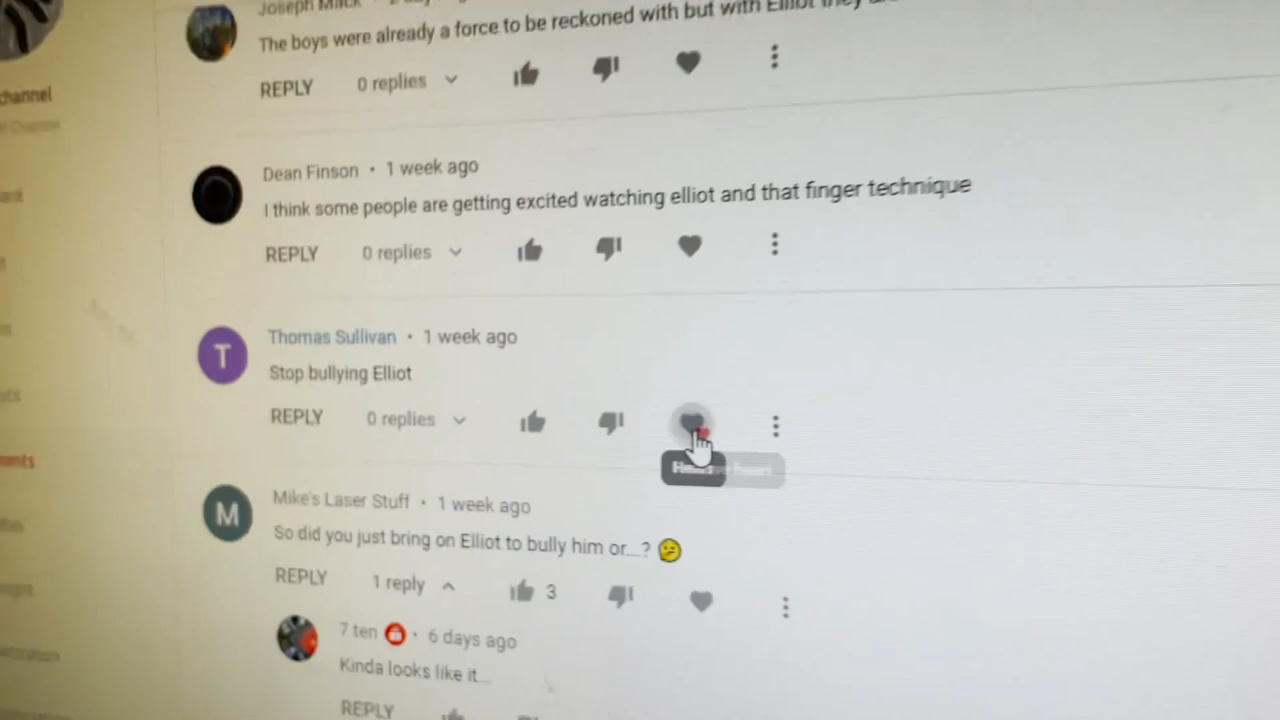 Joseph Mack
The boys were already a force to be reckoned with but with Elliot they
REPLY 0 replies
channel
Dean Finson • 1 week ago
I think some people are getting excited watching elliot and that finger technique
REPLY 0 replies
T
Thomas Sullivan • 1 week ago
Stop bullying Elliot
REPLY 0 replies
M
Mike's Laser Stuff • 1 week ago
So did you just bring on Elliot to bully him or...? 🤔
REPLY 1 reply 3
7 ten • 6 days ago
Kinda looks like it...
REPLY